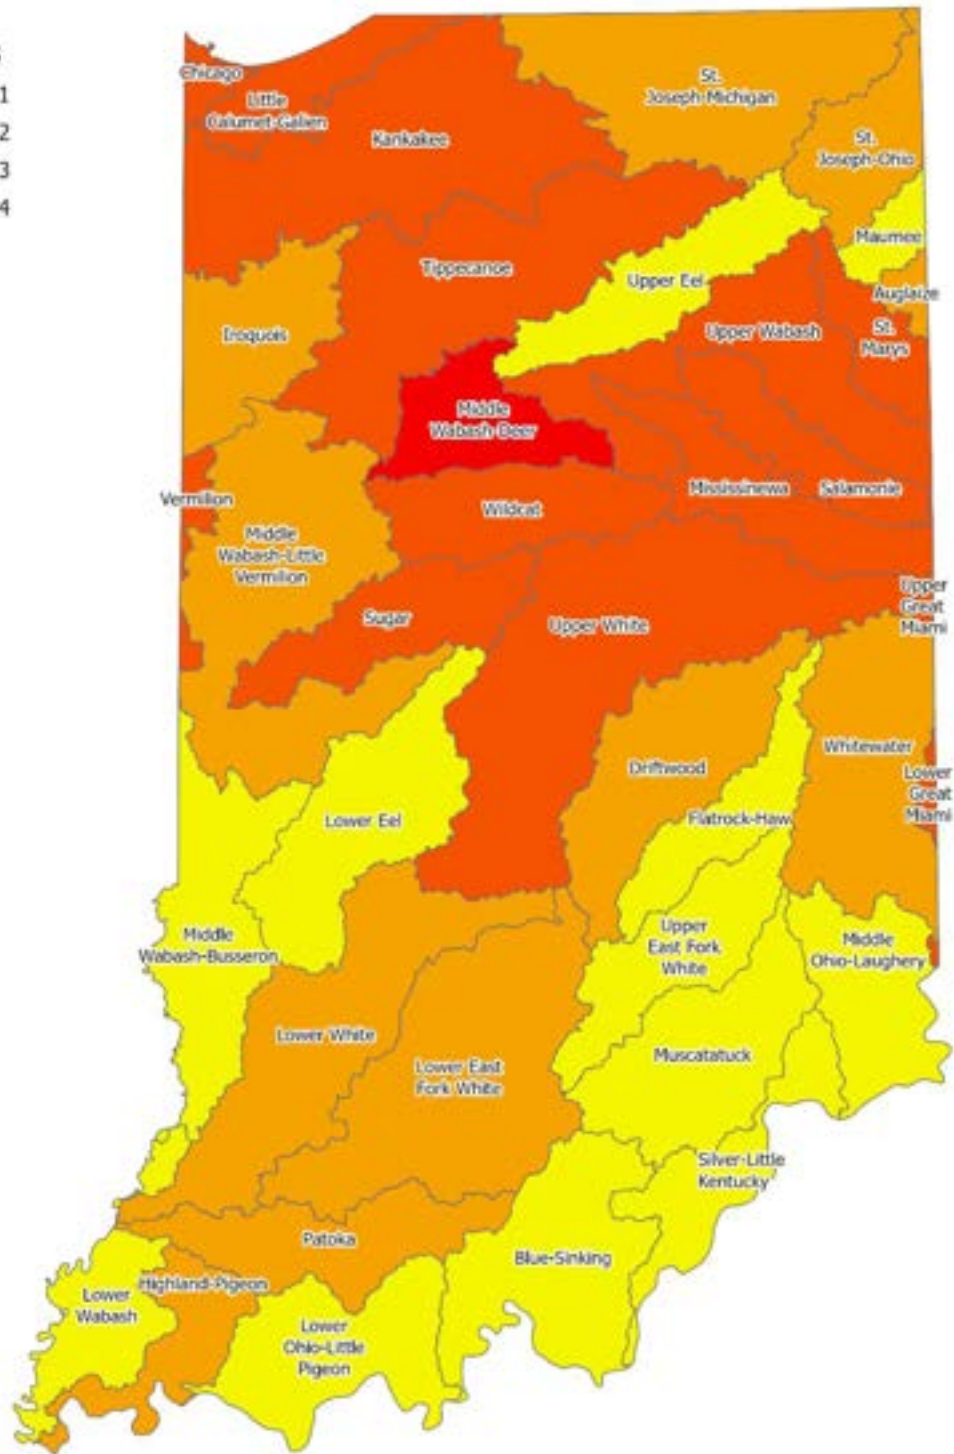 1
2
3
4
Chicago
Little
Calumet-Galien
Kankakee
St.
Joseph-Michigan
St.
Joseph-Ohio
Maumee
Auglaize
St.
Marys
Upper Eel
Tippecanoe
Iroquois
Upper Wabash
Middle
Wabash-Deer
Vermilion
Wildcat
Mississinewa
Salamonie
Middle
Wabash-Little
Vermilion
Sugar
Upper White
Upper
Great
Miami
Driftwood
Whitewater
Lower
Great
Miami
Lower Eel
Flatrock-Haw
Middle
Wabash-Busseron
Upper
East Fork
White
Middle
Ohio-Laughery
Lower White
Lower East
Fork White
Muscatatuck
Silver-Little
Kentucky
Patoka
Blue-Sinking
Highland-Pigeon
Lower
Wabash
Lower
Ohio-Little
Pigeon